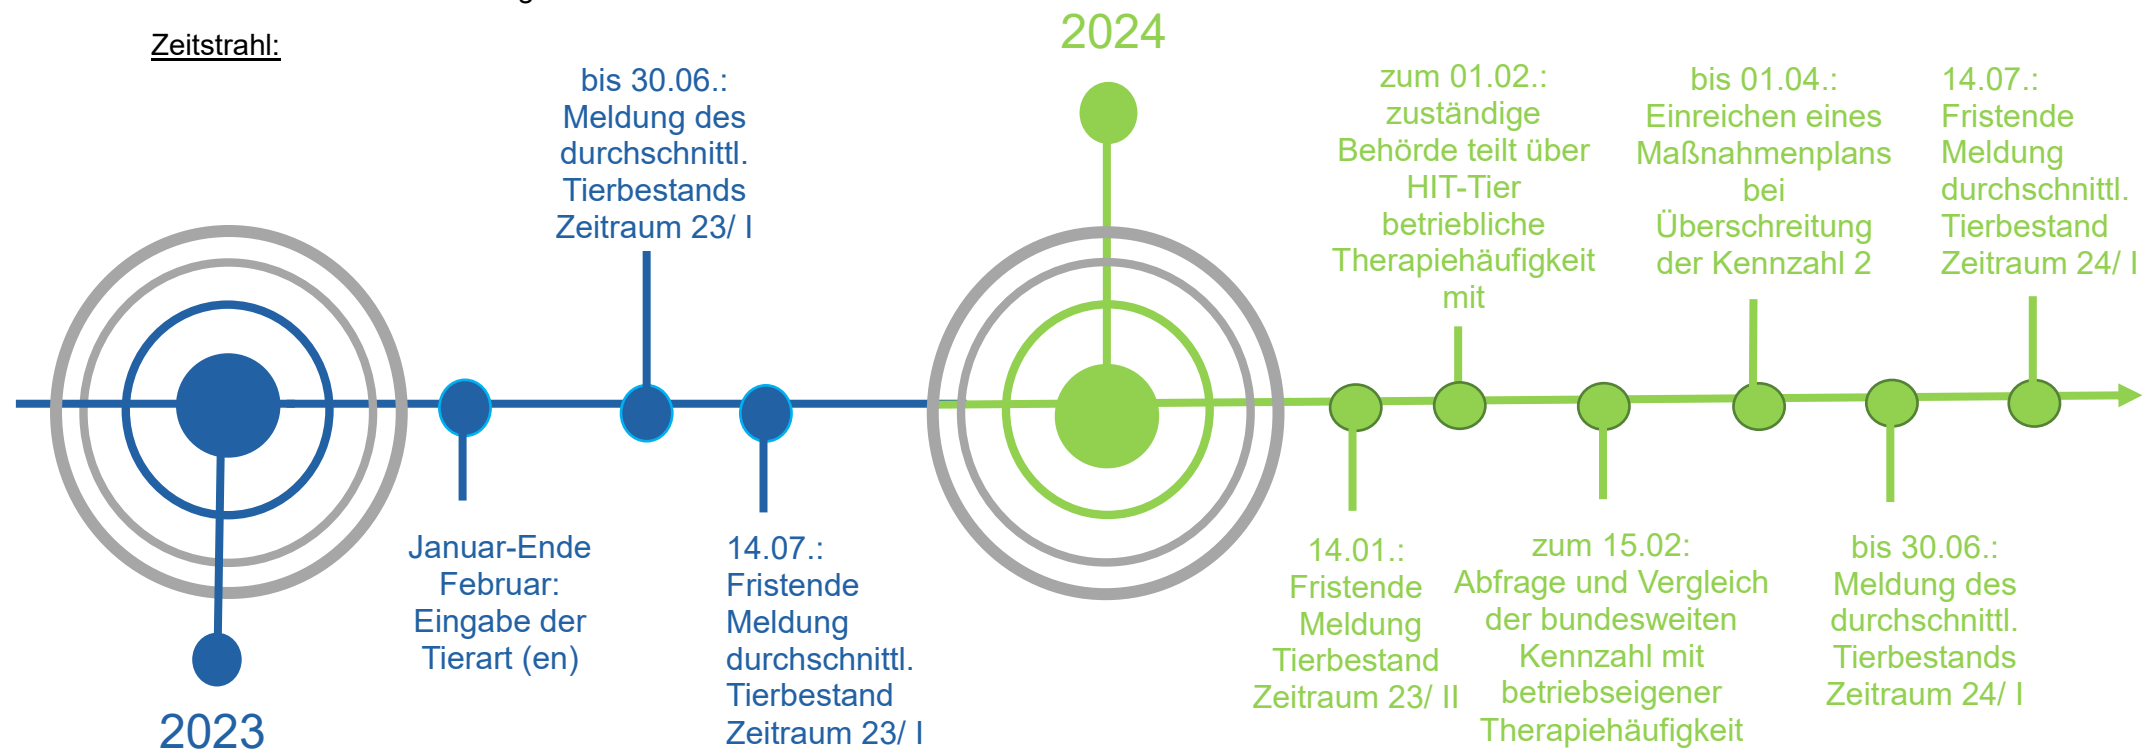 Zeitstrahl:
2023
Januar-Ende
Februar:
Eingabe der
Tierart (en)
bis 30.06.:
Meldung des
durchschnittl.
Tierbestands
Zeitraum 23/ I
14.07.:
Fristende
Meldung
durchschnittl.
Tierbestand
Zeitraum 23/ I
2024
14.01.:
Fristende
Meldung
Tierbestand
Zeitraum 23/ II
zum 01.02.:
zuständige
Behörde teilt über
HIT-Tier
betriebliche
Therapiehäufigkeit
mit
zum 15.02:
Abfrage und Vergleich
der bundesweiten
Kennzahl mit
betriebseigener
Therapiehäufigkeit
bis 01.04.:
Einreichen eines
Maßnahmenplans
bei
Überschreitung
der Kennzahl 2
bis 30.06.:
Meldung des
durchschnittl.
Tierbestands
Zeitraum 24/ I
14.07.:
Fristende
Meldung
durchschnittl.
Tierbestand
Zeitraum 24/ I